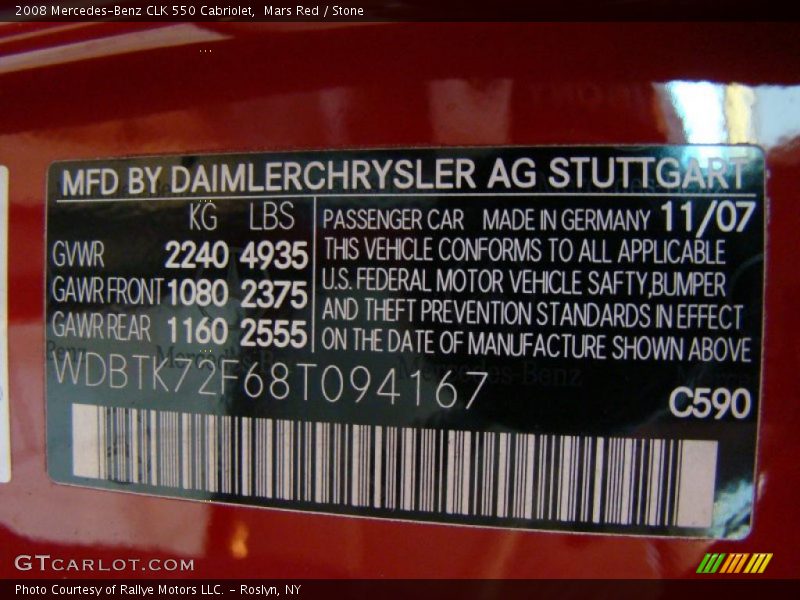 2008 Mercedes-Benz CLK 550 Cabriolet,  Mars Red / Stone
MFD BY DAIMLERCHRYSLER AG STUTTGART
KG LBS
GVWR 2240 4935
GAWR FRONT 1080 2375
GAWR REAR 1160 2555
PASSENGER CAR MADE IN GERMANY 11/07
THIS VEHICLE CONFORMS TO ALL APPLICABLE
U.S. FEDERAL MOTOR VEHICLE SAFTY,BUMPER
AND THEFT PREVENTION STANDARDS IN EFFECT
ON THE DATE OF MANUFACTURE SHOWN ABOVE
WDBTK72F68T094167
C590
GTCARLOT.COM
Photo Courtesy of Rallye Motors LLC. - Roslyn, NY